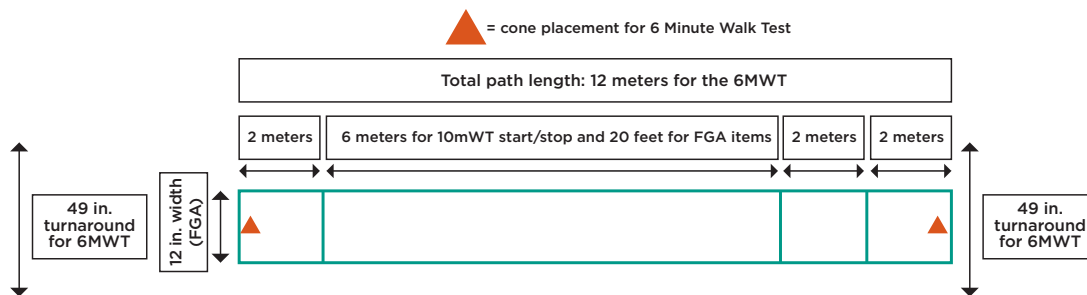 = cone placement for 6 Minute Walk Test
Total path length: 12 meters for the 6MWT
2 meters
6 meters for 10mWT start/stop and 20 feet for FGA items
2 meters
2 meters
49 in.
turnaround
for 6MWT
12 in. width
(FGA)
49 in.
turnaround
for 6MWT